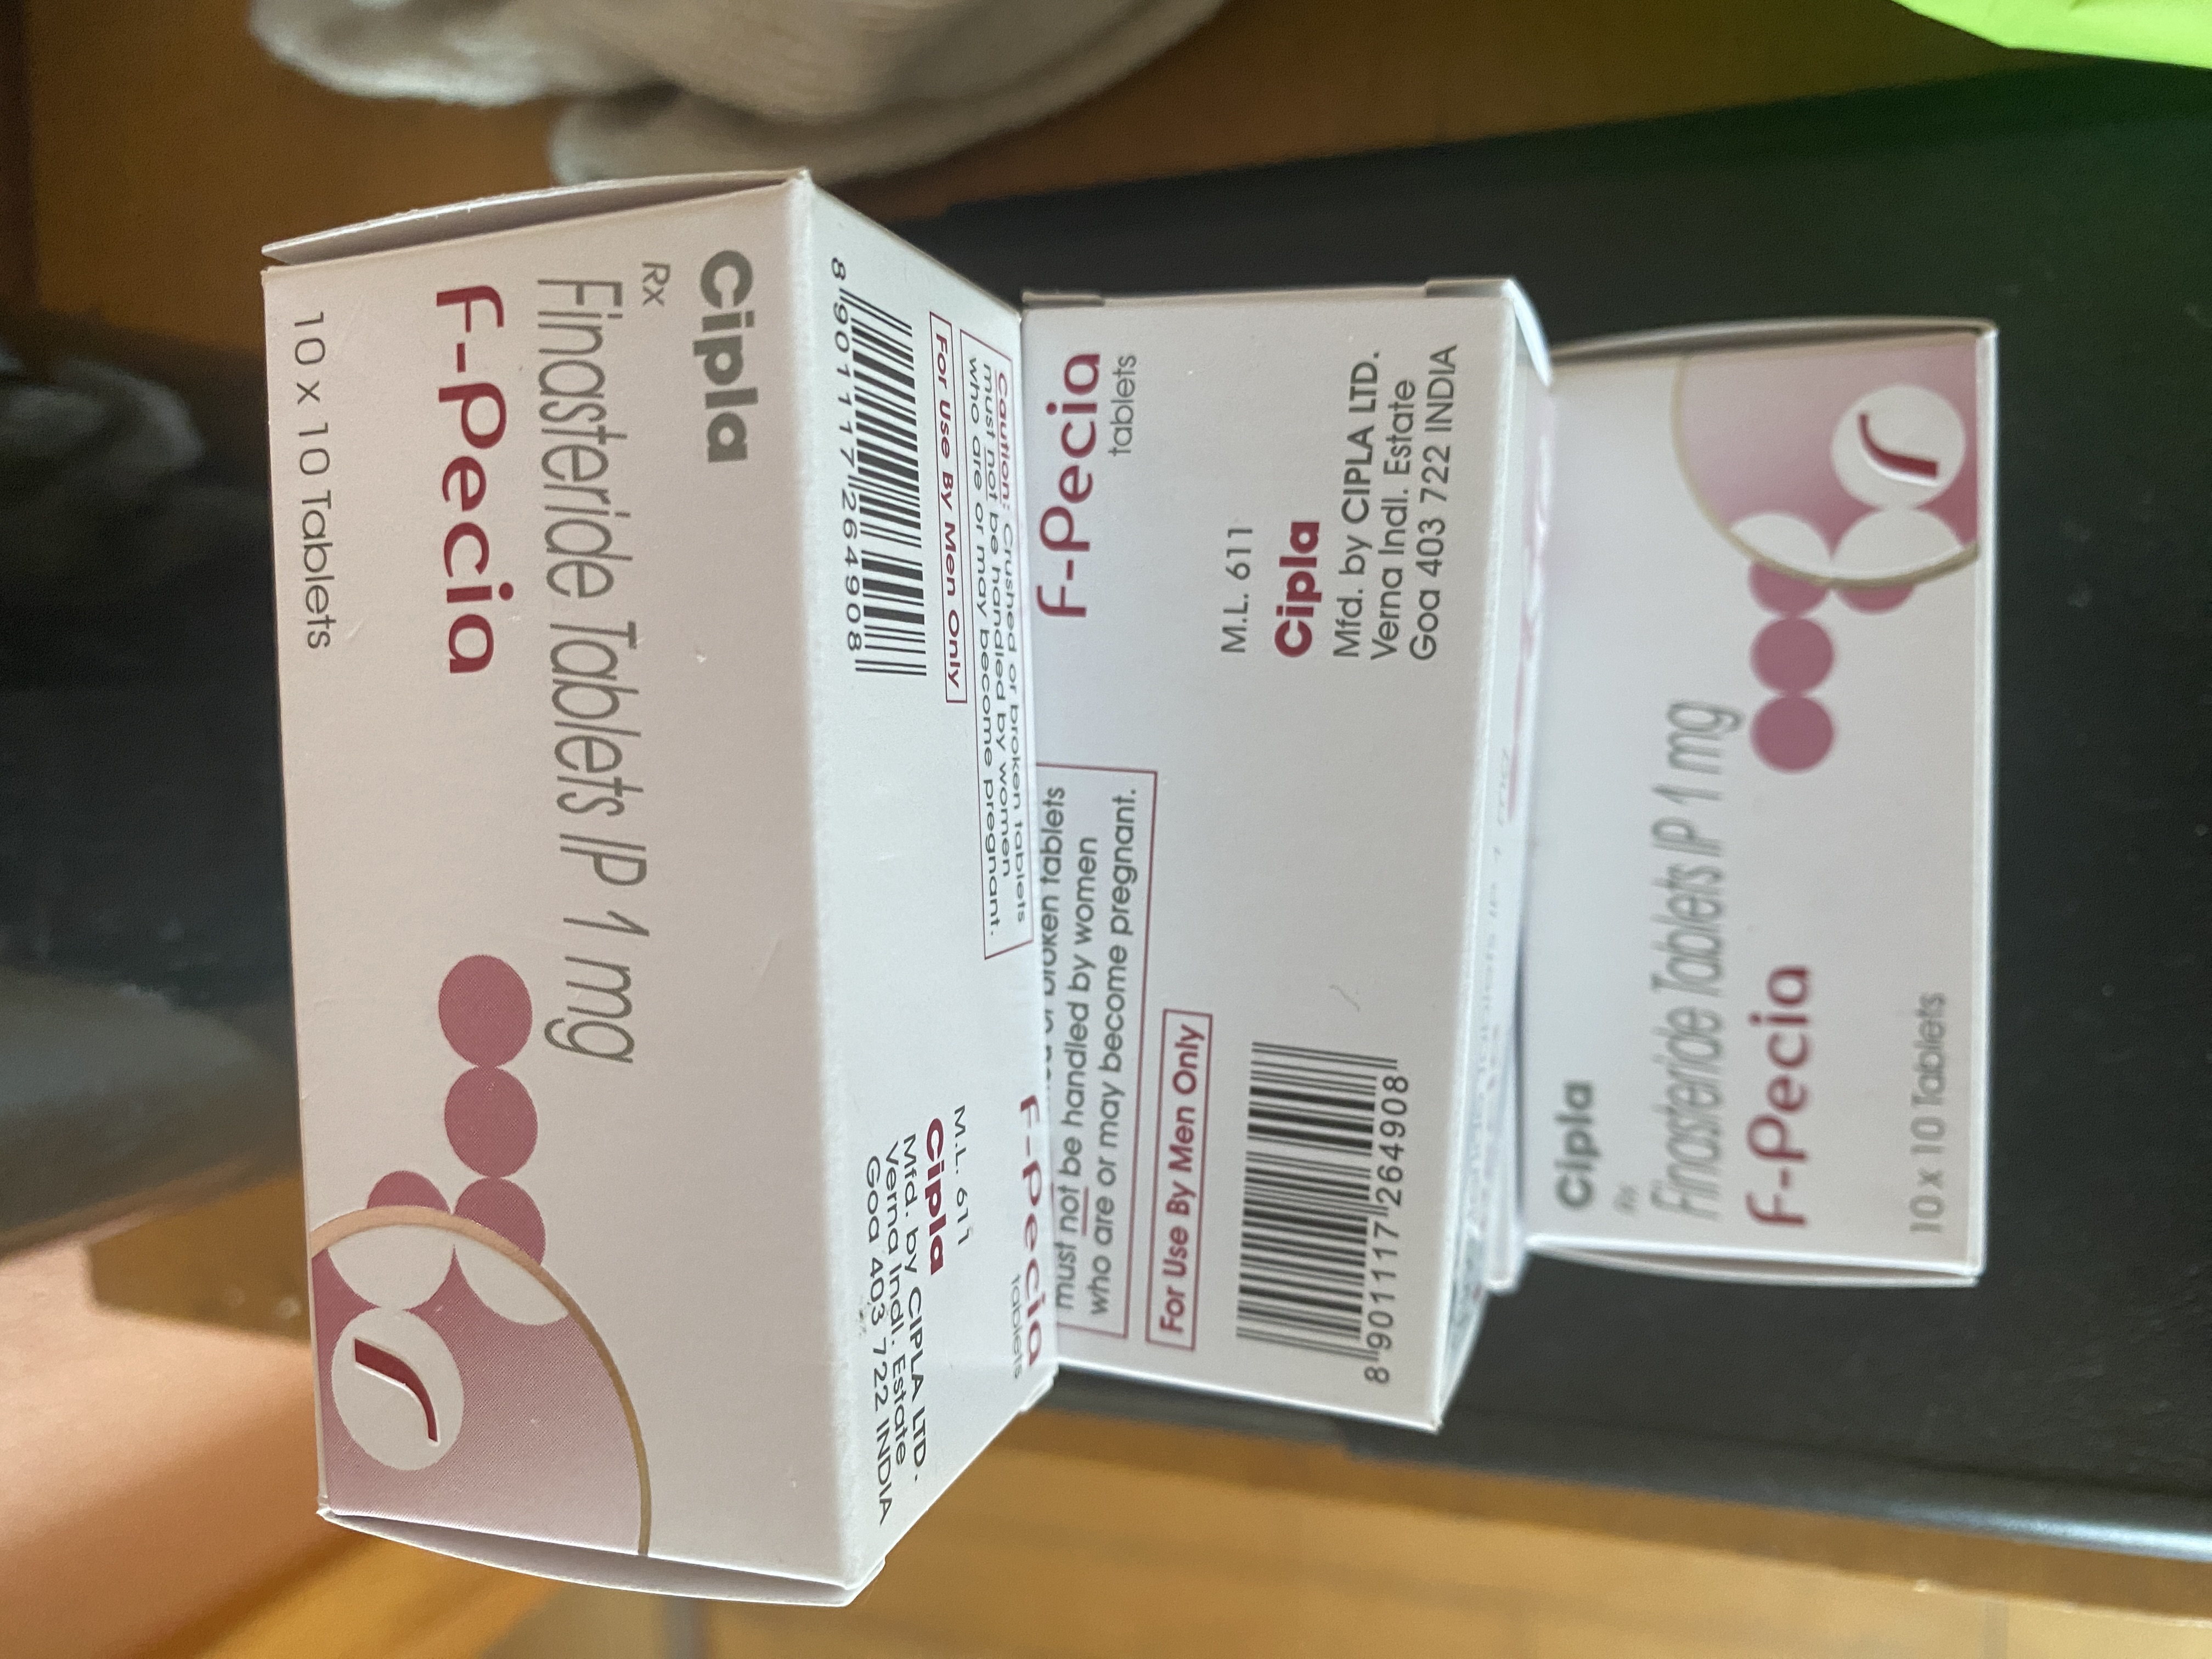 10 x 10 Tablets
F-Pecia
Finasteride Tablets IP 1 mg
Rx
Cipla
8 901117 264908
For Use By Men Only
Caution: Crushed or broken tablets
must not be handled by women
who are or may become pregnant.
M.L. 611
Cipla
Mfd. by CIPLA LTD.
Verna Indl. Estate
Goa 403 722 INDIA
F-Pecia
tablets
broken tablets
must not be handled by women
who are or may become pregnant.
For Use By Men Only
8 901117 264908
F-Pecia
tablets
M.L. 611
Cipla
Mfd. by CIPLA LTD.
Verna Indl. Estate
Goa 403 722 INDIA
Cipla
Rx
Finasteride Tablets IP 1 mg
F-Pecia
10 x 10 Tablets